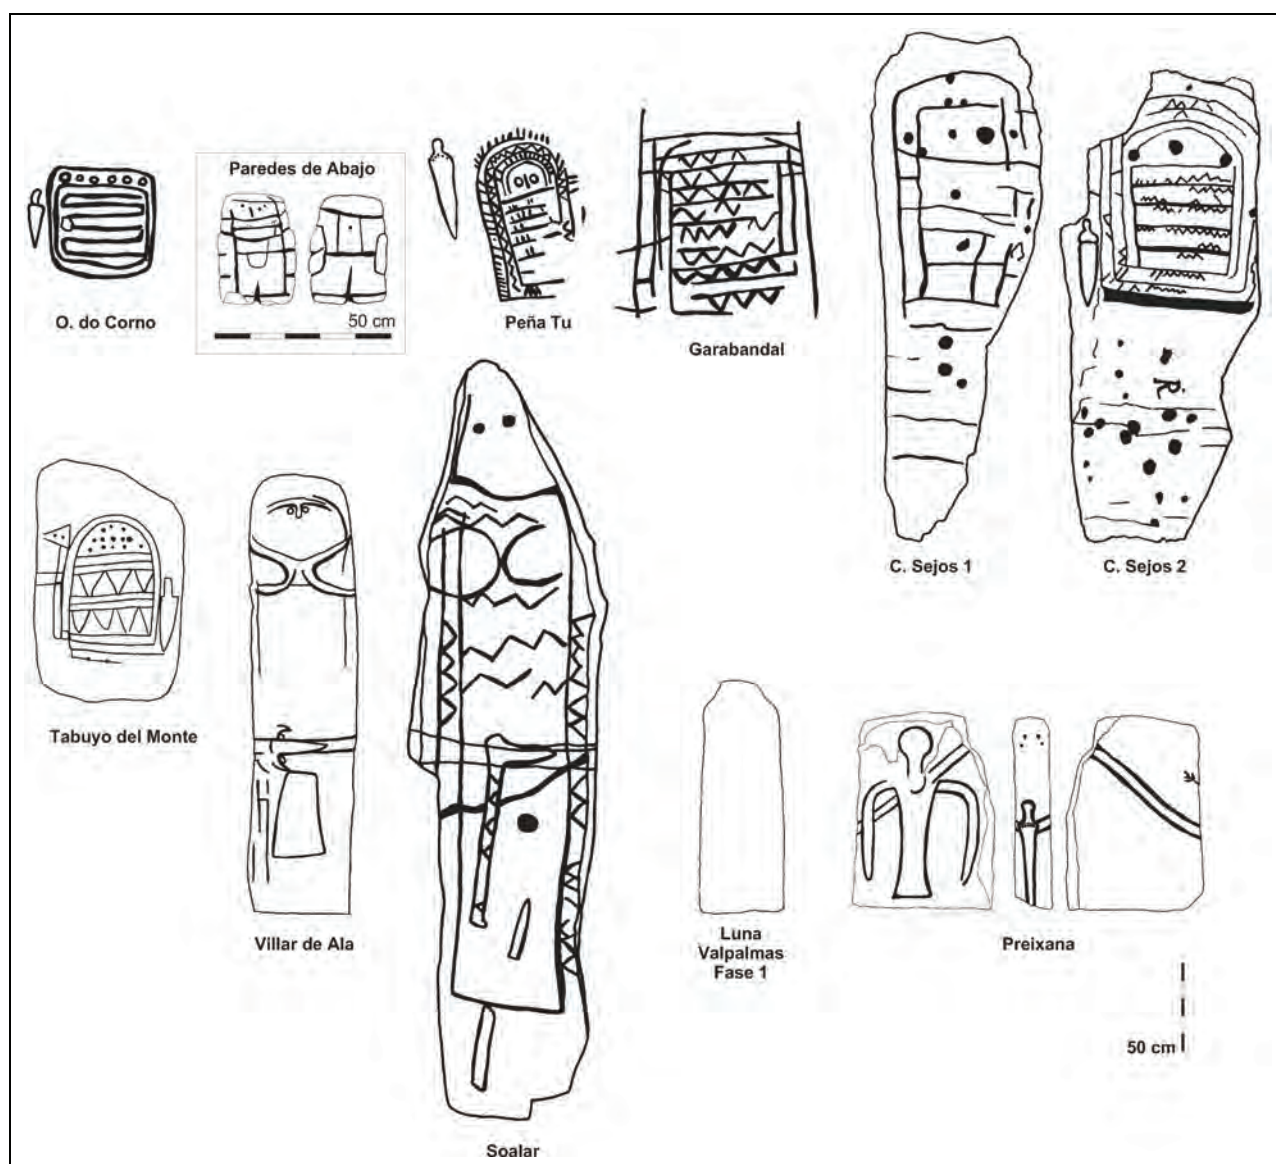 Paredes de Abajo
50 cm
O. do Corno
Peña Tu
Garabandal
C. Sejos 1
C. Sejos 2
Tabuyo del Monte
Villar de Ala
Luna
Valpalmas
Fase 1
Preixana
50 cm
Soalar